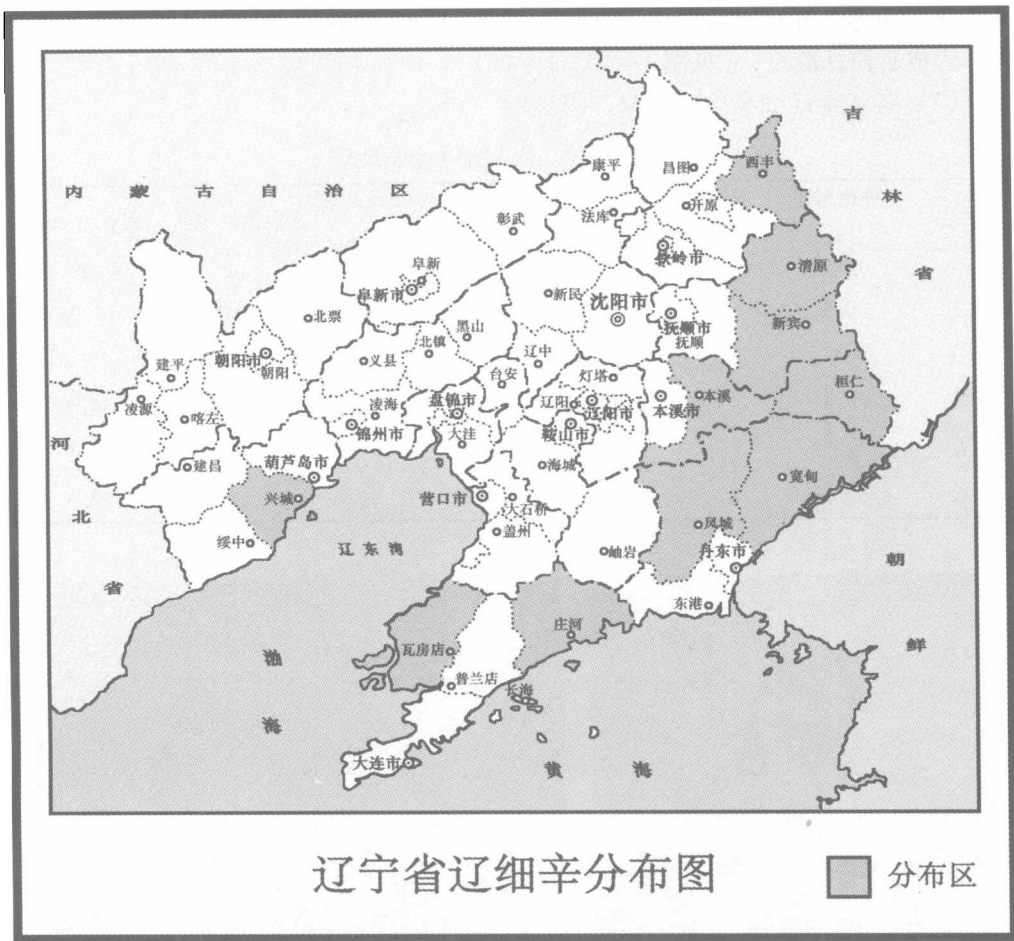 吉
西丰
康平
昌图
内蒙古自治区
林
开原
法库
彰武
铁岭市
阜新
清原
省
阜新市
新民
沈阳市
北票
抚顺市
新宾
黑山
抚顺
北镇
朝阳市
义县
辽中
建平
朝阳
台安
灯塔
桓仁
凌源
盘锦市
辽阳
辽阳市
本溪市
本溪
喀左
凌海
锦州市
大洼
鞍山市
河
葫芦岛市
海城
建昌
宽甸
兴城
营口市
大石桥
北
盖州
凤城
绥中
辽东湾
岫岩
丹东市
朝
省
东港
庄河
鲜
瓦房店
渤
普兰店
长海
海
大连市
黄海
辽宁省辽细辛分布图
分布区